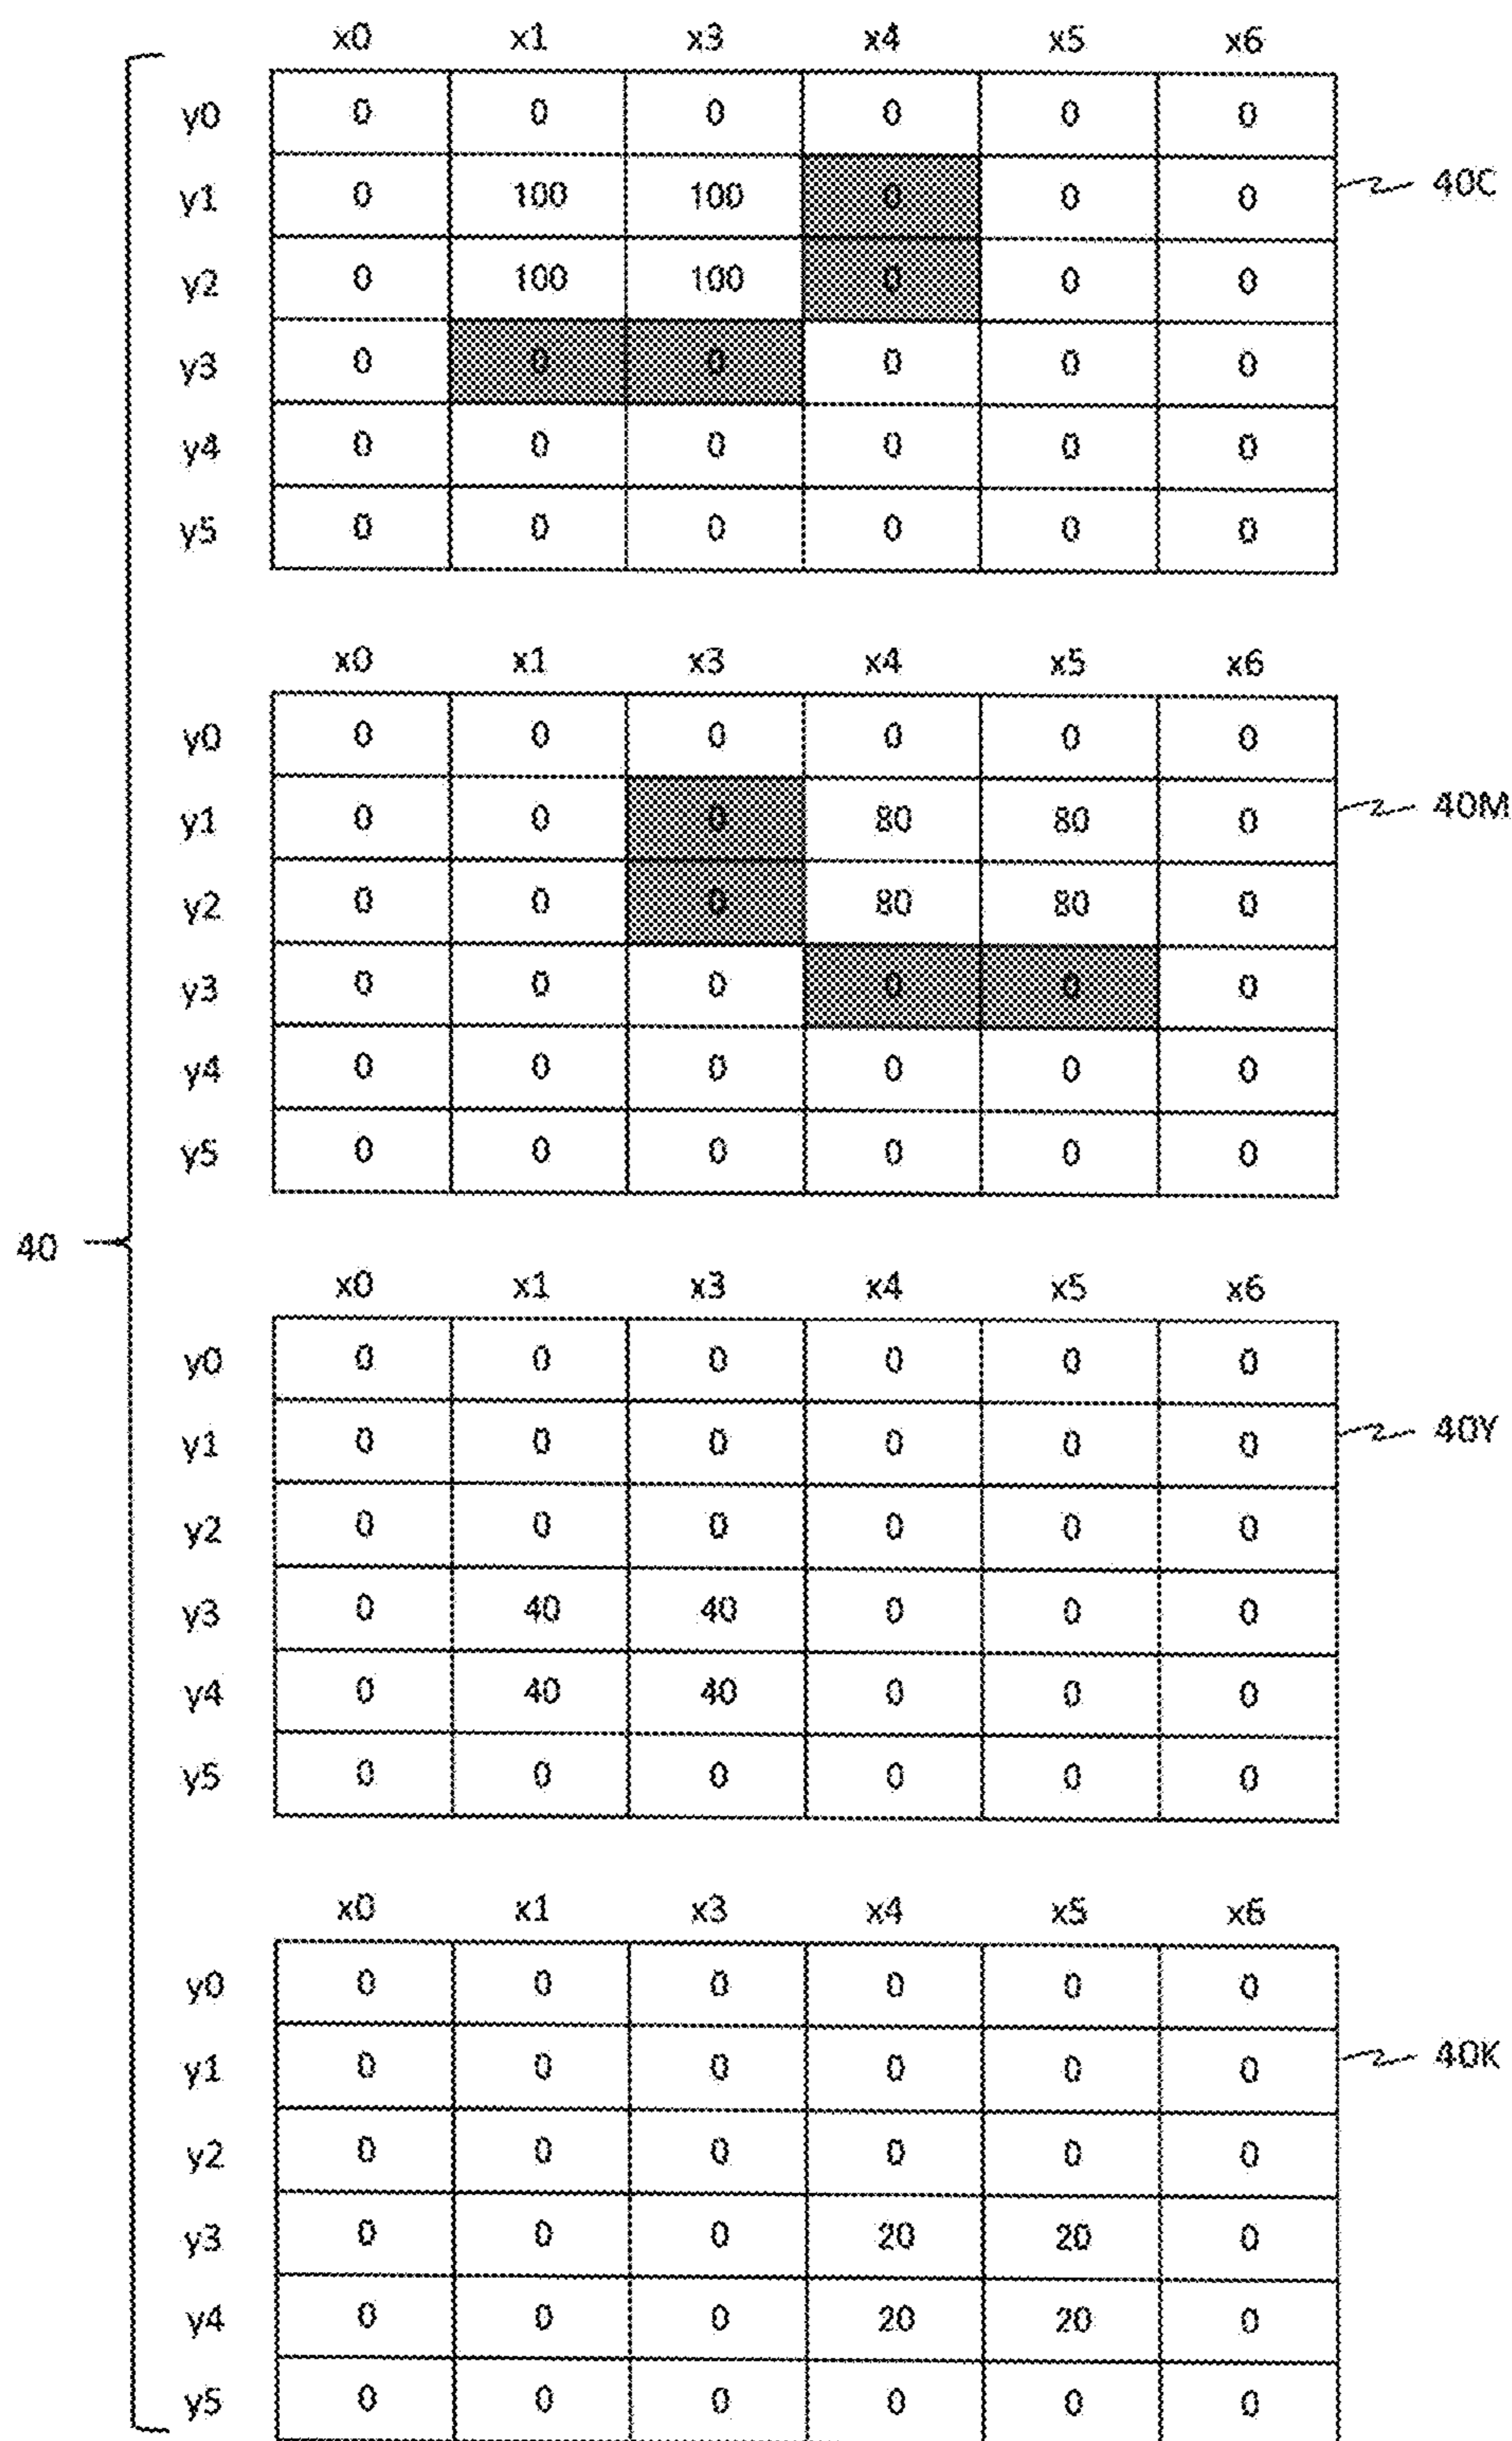 x0 x1 x3 x4 x5 x6
y0 0 0 0 0 0 0
y1 0 100 100 0 0 0 40C
y2 0 100 100 0 0 0
y3 0 0 0 0 0 0
y4 0 0 0 0 0 0
y5 0 0 0 0 0 0
x0 x1 x3 x4 x5 x6
y0 0 0 0 0 0 0
y1 0 0 0 80 80 0 40M
y2 0 0 0 80 80 0
y3 0 0 0 0 0 0
y4 0 0 0 0 0 0
y5 0 0 0 0 0 0
40
x0 x1 x3 x4 x5 x6
y0 0 0 0 0 0 0
y1 0 0 0 0 0 0 40Y
y2 0 0 0 0 0 0
y3 0 40 40 0 0 0
y4 0 40 40 0 0 0
y5 0 0 0 0 0 0
x0 x1 x3 x4 x5 x6
y0 0 0 0 0 0 0
y1 0 0 0 0 0 0 40K
y2 0 0 0 0 0 0
y3 0 0 0 20 20 0
y4 0 0 0 20 20 0
y5 0 0 0 0 0 0